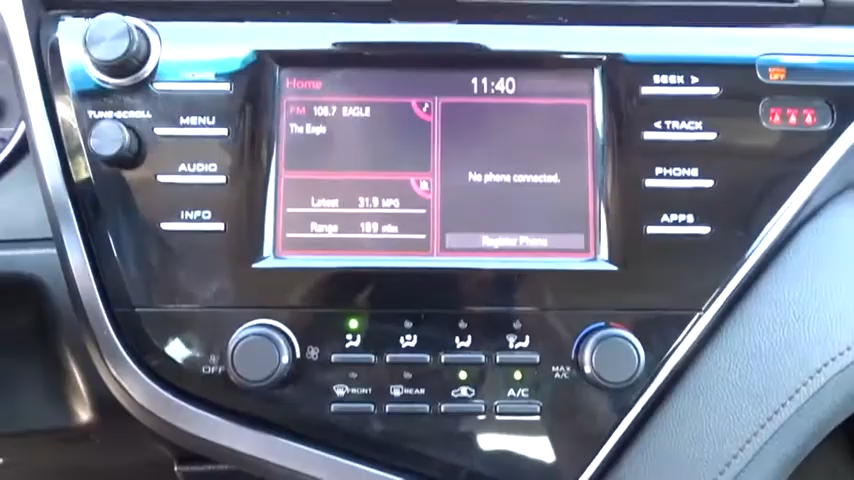 Home
11:40
FM 106.7 EAGLE
The Eagle
Latest 31.9 MPG
Range 189 miles
No phone connected.
Register Phone
TUNE•SCROLL
MENU
AUDIO
INFO
SEEK >
< TRACK
PHONE
APPS
OFF
OFF
MAX A/C
FRONT
REAR
A/C